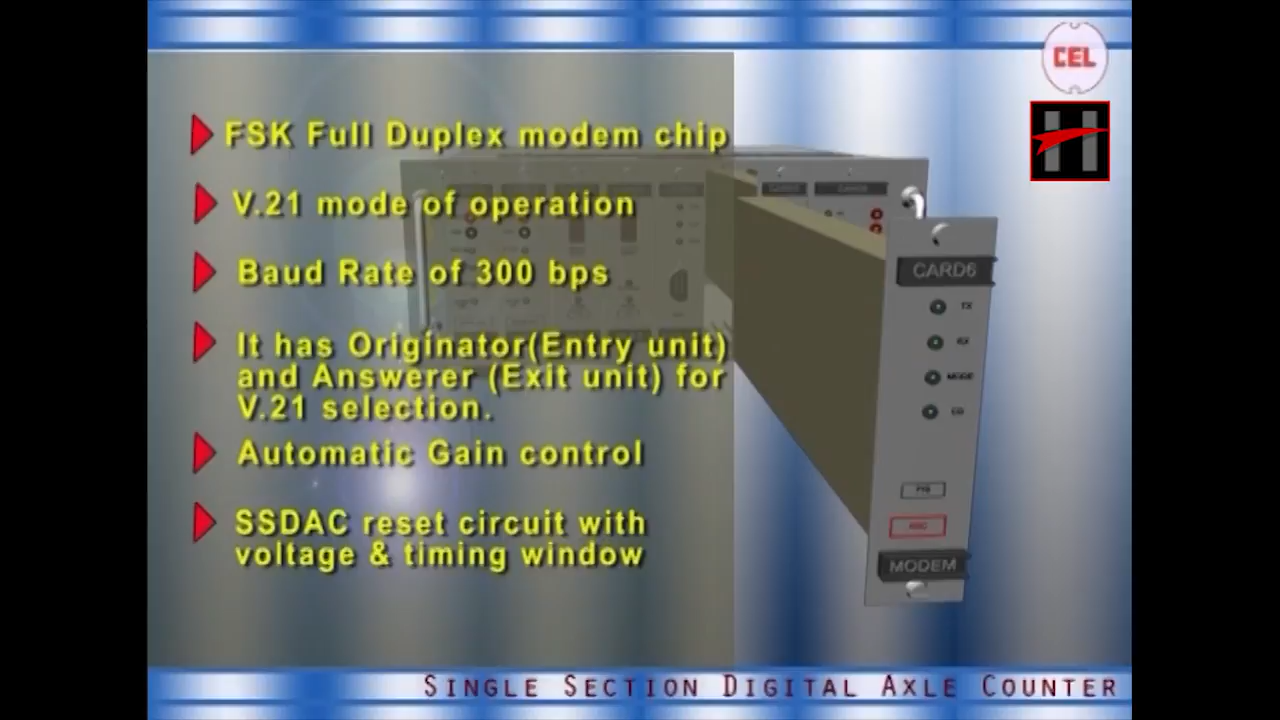 CEL
FSK Full Duplex modem chip
V.21 mode of operation
Baud Rate of 300 bps
It has Originator(Entry unit)
and Answerer (Exit unit) for
V.21 selection.
Automatic Gain control
SSDAC reset circuit with
voltage & timing window
CARD6
TX
MODE
MODEM
SINGLE SECTION DIGITAL AXLE COUNTER